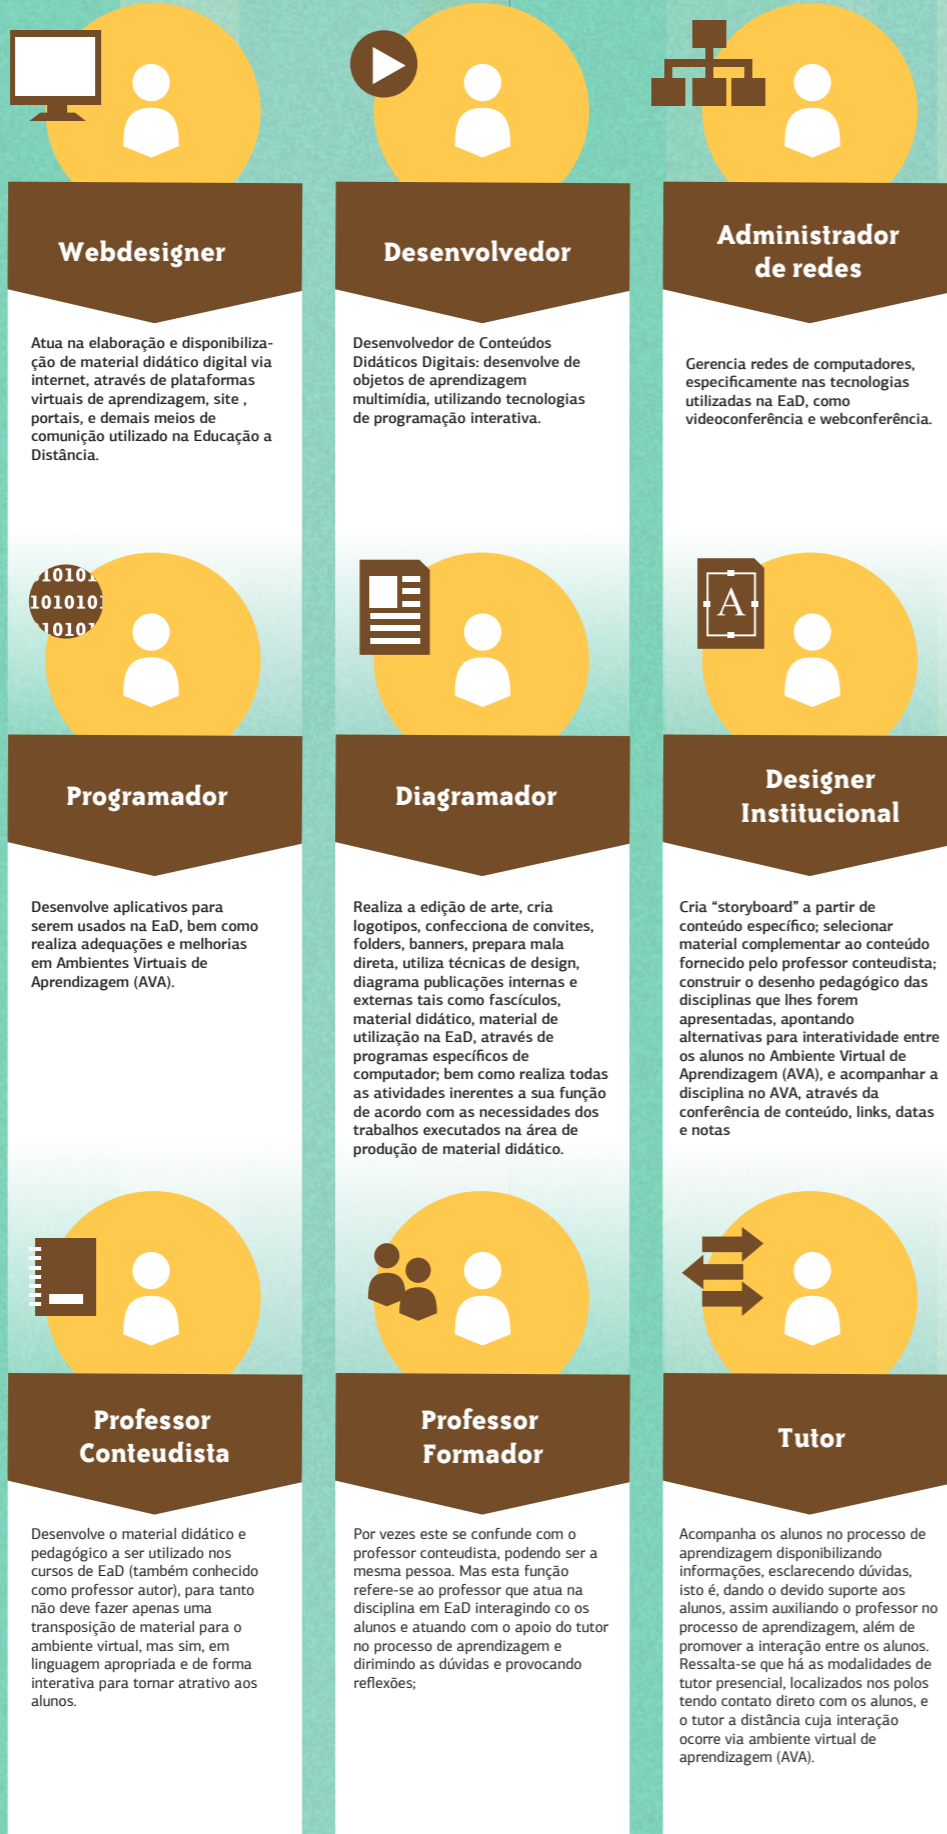 Webdesigner
Atua na elaboração e disponibiliza-
ção de material didático digital via
internet, através de plataformas
virtuais de aprendizagem, site ,
portais, e demais meios de
comunição utilizado na Educação a
Distância.
Desenvolvedor
Desenvolvedor de Conteúdos
Didáticos Digitais: desenvolve de
objetos de aprendizagem
multimídia, utilizando tecnologias
de programação interativa.
Administrador
de redes
Gerencia redes de computadores,
especificamente nas tecnologias
utilizadas na EaD, como
videoconferência e webconferência.
10101
1010101
10101
Programador
Desenvolve aplicativos para
serem usados na EaD, bem como
realiza adequações e melhorias
em Ambientes Virtuais de
Aprendizagem (AVA).
Diagramador
Realiza a edição de arte, cria
logotipos, confecciona de convites,
folders, banners, prepara mala
direta, utiliza técnicas de design,
diagrama publicações internas e
externas tais como fascículos,
material didático, material de
utilização na EaD, através de
programas específicos de
computador; bem como realiza todas
as atividades inerentes a sua função
de acordo com as necessidades dos
trabalhos executados na área de
produção de material didático.
A
Designer
Institucional
Cria “storyboard” a partir de
conteúdo específico; selecionar
material complementar ao conteúdo
fornecido pelo professor conteudista;
construir o desenho pedagógico das
disciplinas que lhes forem
apresentadas, apontando
alternativas para interatividade entre
os alunos no Ambiente Virtual de
Aprendizagem (AVA), e acompanhar a
disciplina no AVA, através da
conferência de conteúdo, links, datas
e notas
Professor
Conteudista
Desenvolve o material didático e
pedagógico a ser utilizado nos
cursos de EaD (também conhecido
como professor autor), para tanto
não deve fazer apenas uma
transposição de material para o
ambiente virtual, mas sim, em
linguagem apropriada e de forma
interativa para tornar atrativo aos
alunos.
Professor
Formador
Por vezes este se confunde com o
professor conteudista, podendo ser a
mesma pessoa. Mas esta função
refere-se ao professor que atua na
disciplina em EaD interagindo co os
alunos e atuando com o apoio do tutor
no processo de aprendizagem e
dirimindo as dúvidas e provocando
reflexões;
Tutor
Acompanha os alunos no processo de
aprendizagem disponibilizando
informações, esclarecendo dúvidas,
isto é, dando o devido suporte aos
alunos, assim auxiliando o professor no
processo de aprendizagem, além de
promover a interação entre os alunos.
Ressalta-se que há as modalidades de
tutor presencial, localizados nos polos
tendo contato direto com os alunos, e
o tutor a distância cuja interação
ocorre via ambiente virtual de
aprendizagem (AVA).